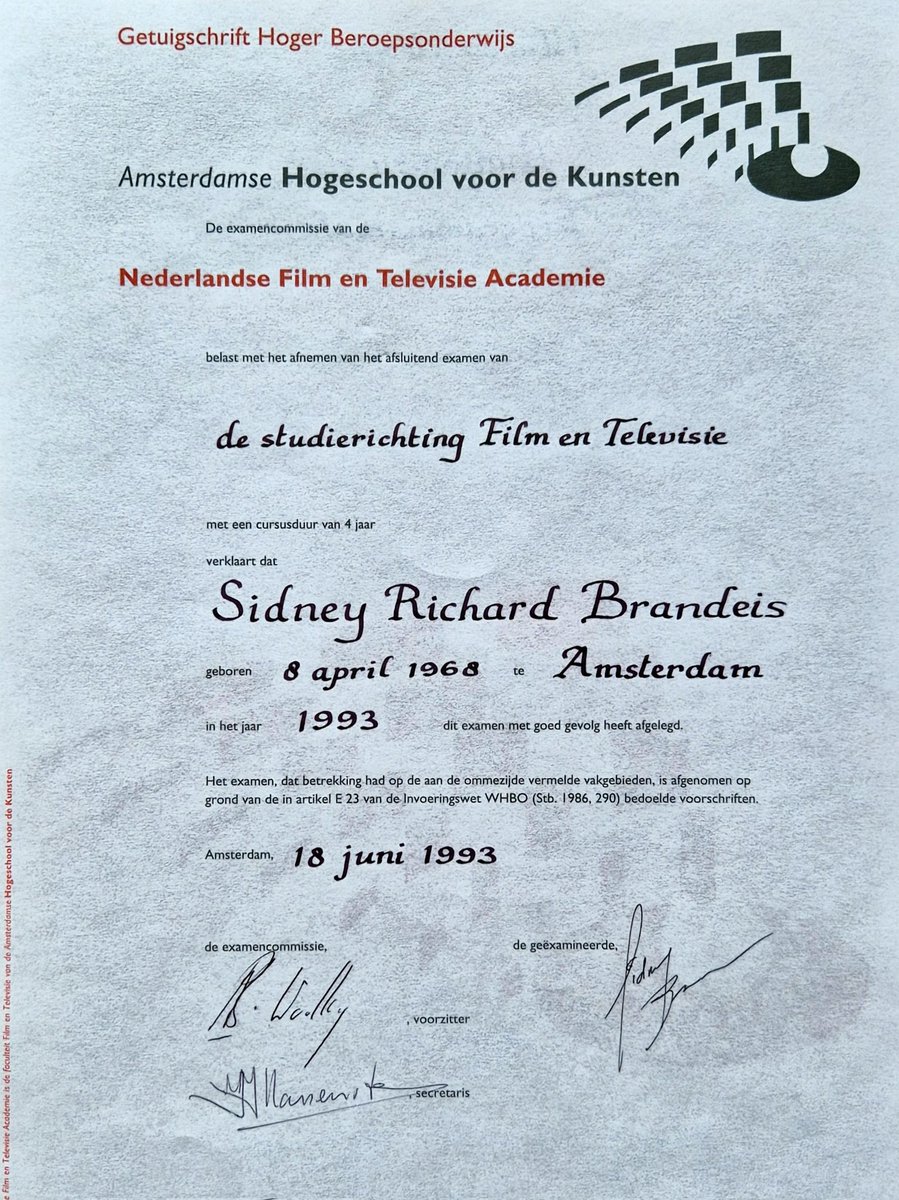 Getuigschrift Hoger Beroepsonderwijs
Amsterdamse Hogeschool voor de Kunsten
De examencommissie van de
Nederlandse Film en Televisie Academie
belast met het afnemen van het afsluitend examen van
de studierichting Film en Televisie
met een cursusduur van 4 jaar
verklaart dat
Sidney Richard Brandeis
geboren 8 april 1968 te Amsterdam
in het jaar 1993 dit examen met goed gevolg heeft afgelegd.
Het examen, dat betrekking had op de aan de ommezijde vermelde vakgebieden, is afgenomen op
grond van de in artikel E 23 van de Invoeringswet WHBO (Stb. 1986, 290) bedoelde voorschriften.
Amsterdam, 18 juni 1993
de examencommissie, de geëxamineerde,
, voorzitter
, secretaris
e Film en Televisie Academie is de faculteit Film en Televisie van de Amsterdamse Hogeschool voor de Kunsten